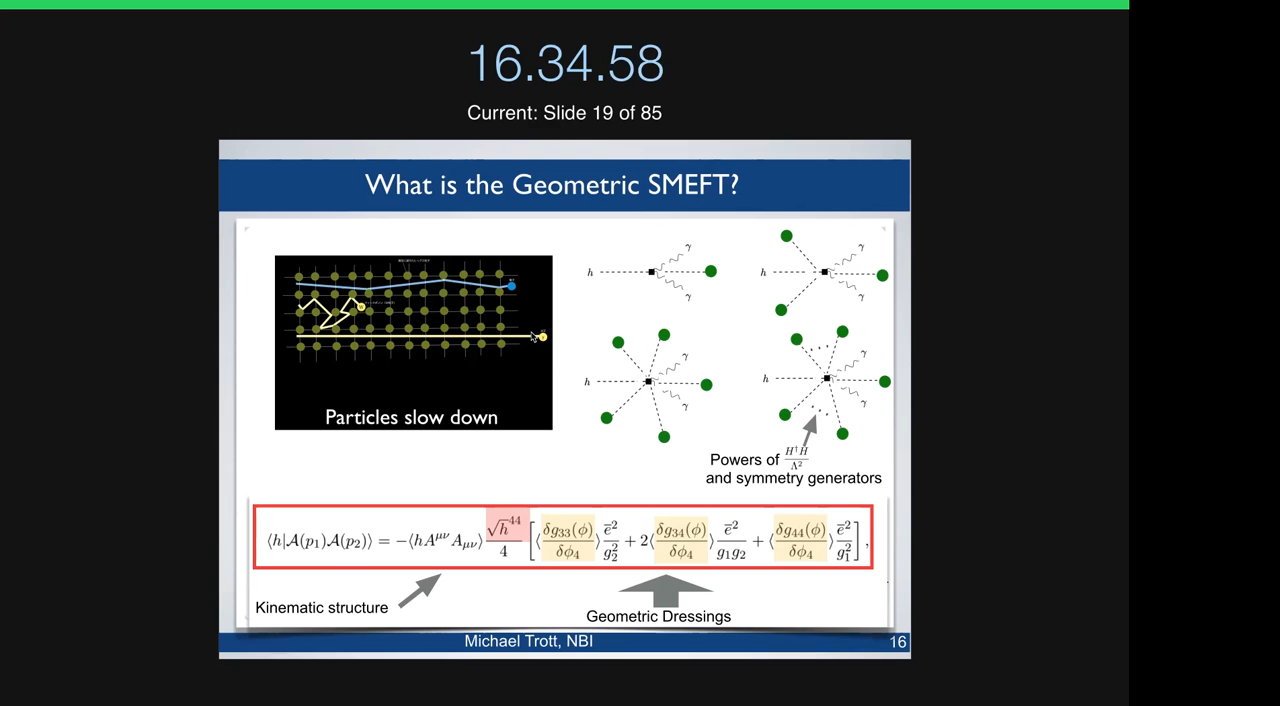 16.34.58
Current: Slide 19 of 85
What is the Geometric SMEFT?
Particles slow down
h γ γ
h γ γ
h γ γ
h γ γ
Powers of H†H/Λ²
and symmetry generators
⟨h|𝒜(p₁)𝒜(p₂)⟩ = −⟨hA^{μν}A_{μν}⟩ √h⁴⁴/4 [⟨δg₃₃(φ)/δφ₄⟩ ē²/g₂² + 2⟨δg₃₄(φ)/δφ₄⟩ ē²/g₁g₂ + ⟨δg₄₄(φ)/δφ₄⟩ ē²/g₁²],
Kinematic structure
Geometric Dressings
Michael Trott, NBI
16